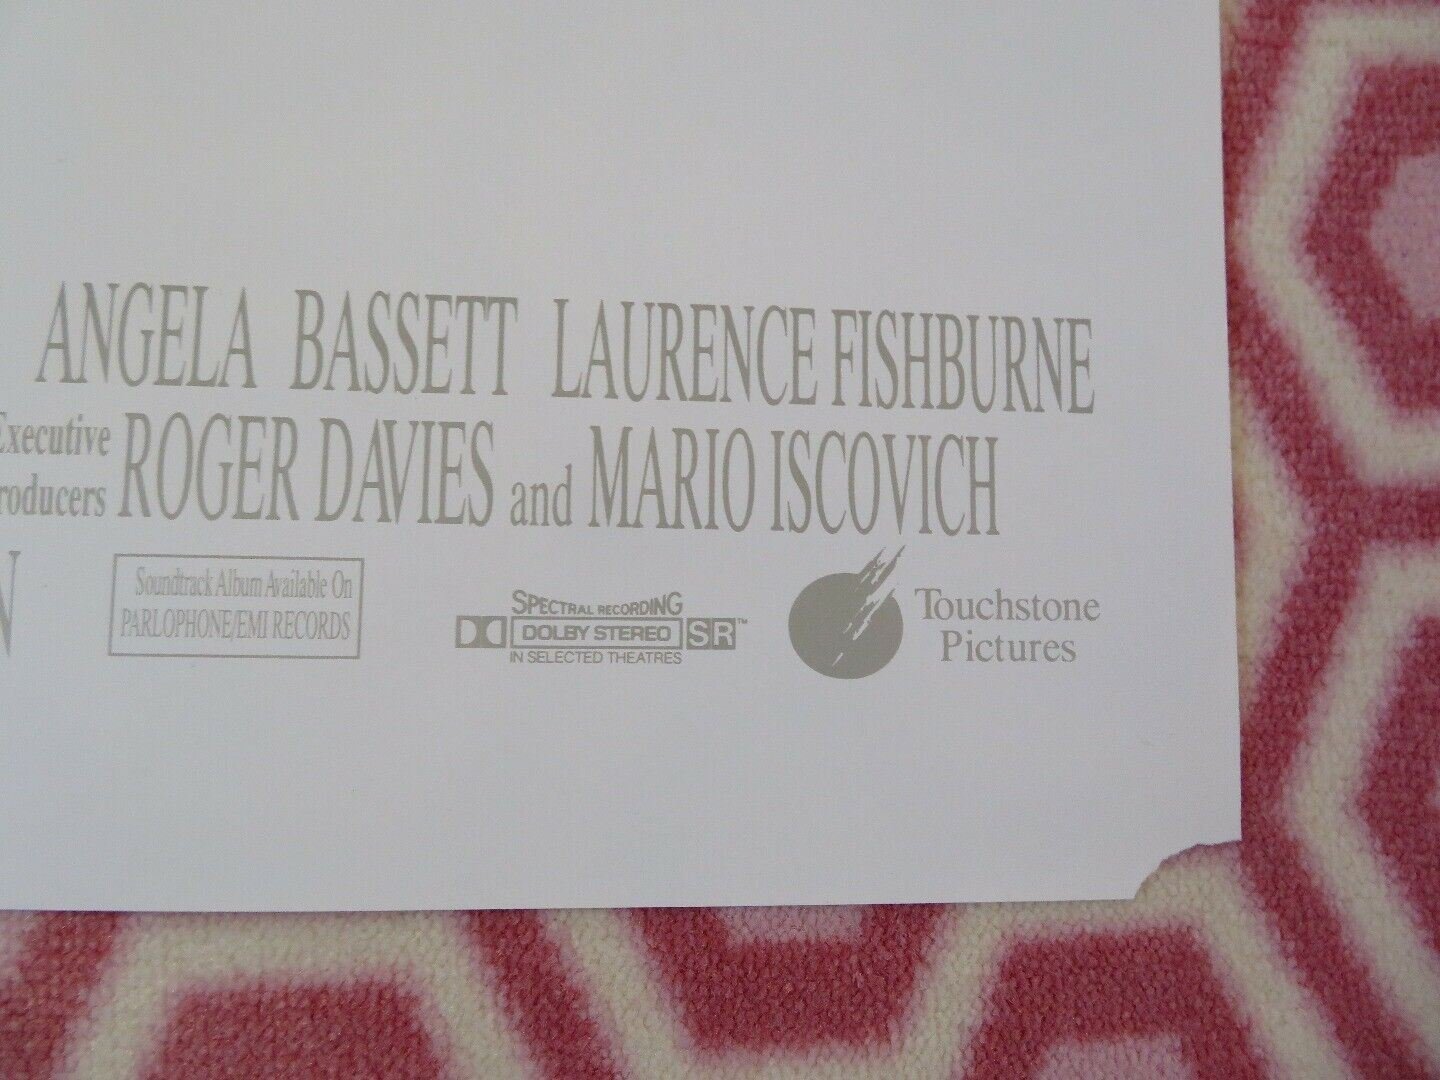 ANGELA BASSETT LAURENCE FISHBURNE
Executive
roducers ROGER DAVIES and MARIO ISCOVICH
N
Soundtrack Album Available On
PARLOPHONE/EMI RECORDS
SPECTRAL RECORDING
DOLBY STEREO SR™
IN SELECTED THEATRES
Touchstone
Pictures